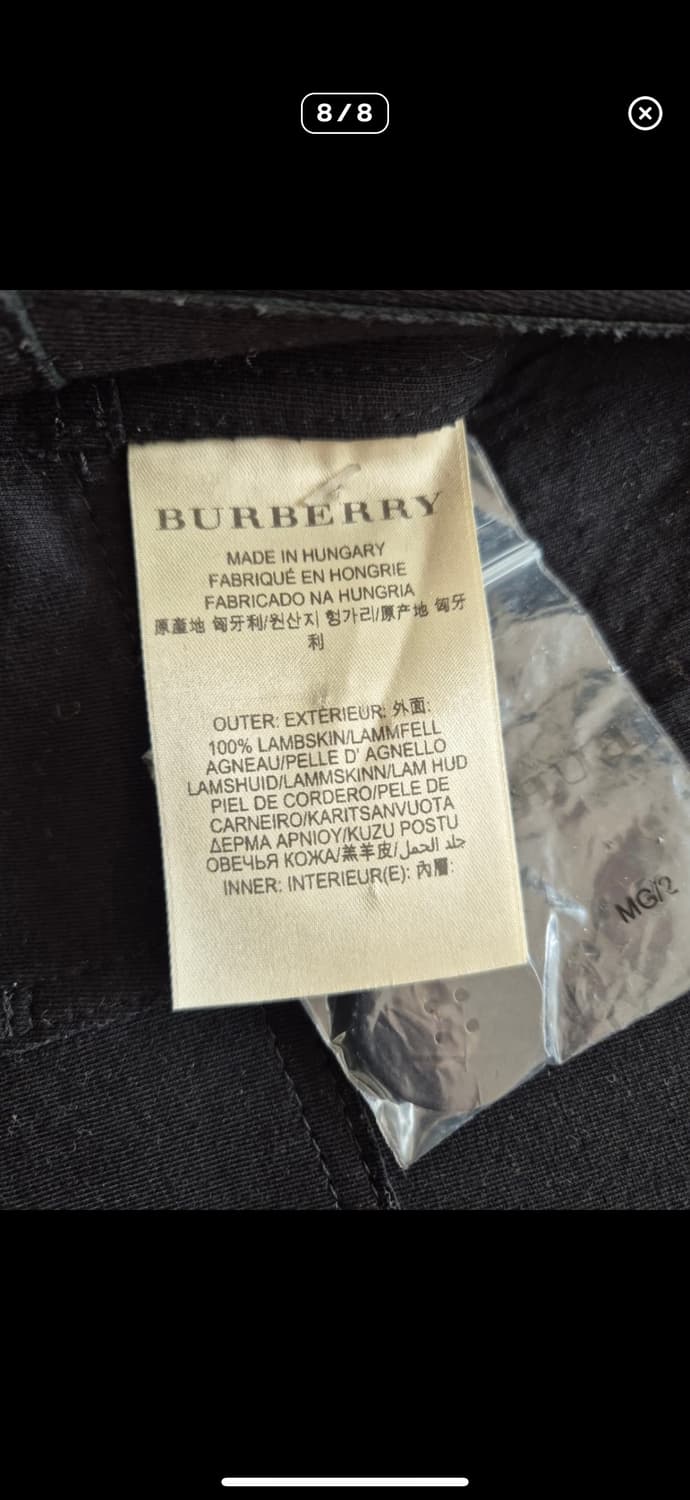 8/8
BURBERRY
MADE IN HUNGARY
FABRIQUÉ EN HONGRIE
FABRICADO NA HUNGRIA
原產地 匈牙利/원산지 헝가리/原产地 匈牙
利
OUTER: EXTERIEUR: 外面:
100% LAMBSKIN/LAMMFELL
AGNEAU/PELLE D' AGNELLO
LAMSHUID/LAMMSKINN/LAM HUD
PIEL DE CORDERO/PELE DE
CARNEIRO/KARITSANVUOTA
ΔΕΡΜΑ ΑΡΝΙΟΥ/KUZU POSTU
ОВЕЧЬЯ КОЖА/羔羊皮/جلد الحمل
INNER: INTERIEUR(E): 內層:
MG/2